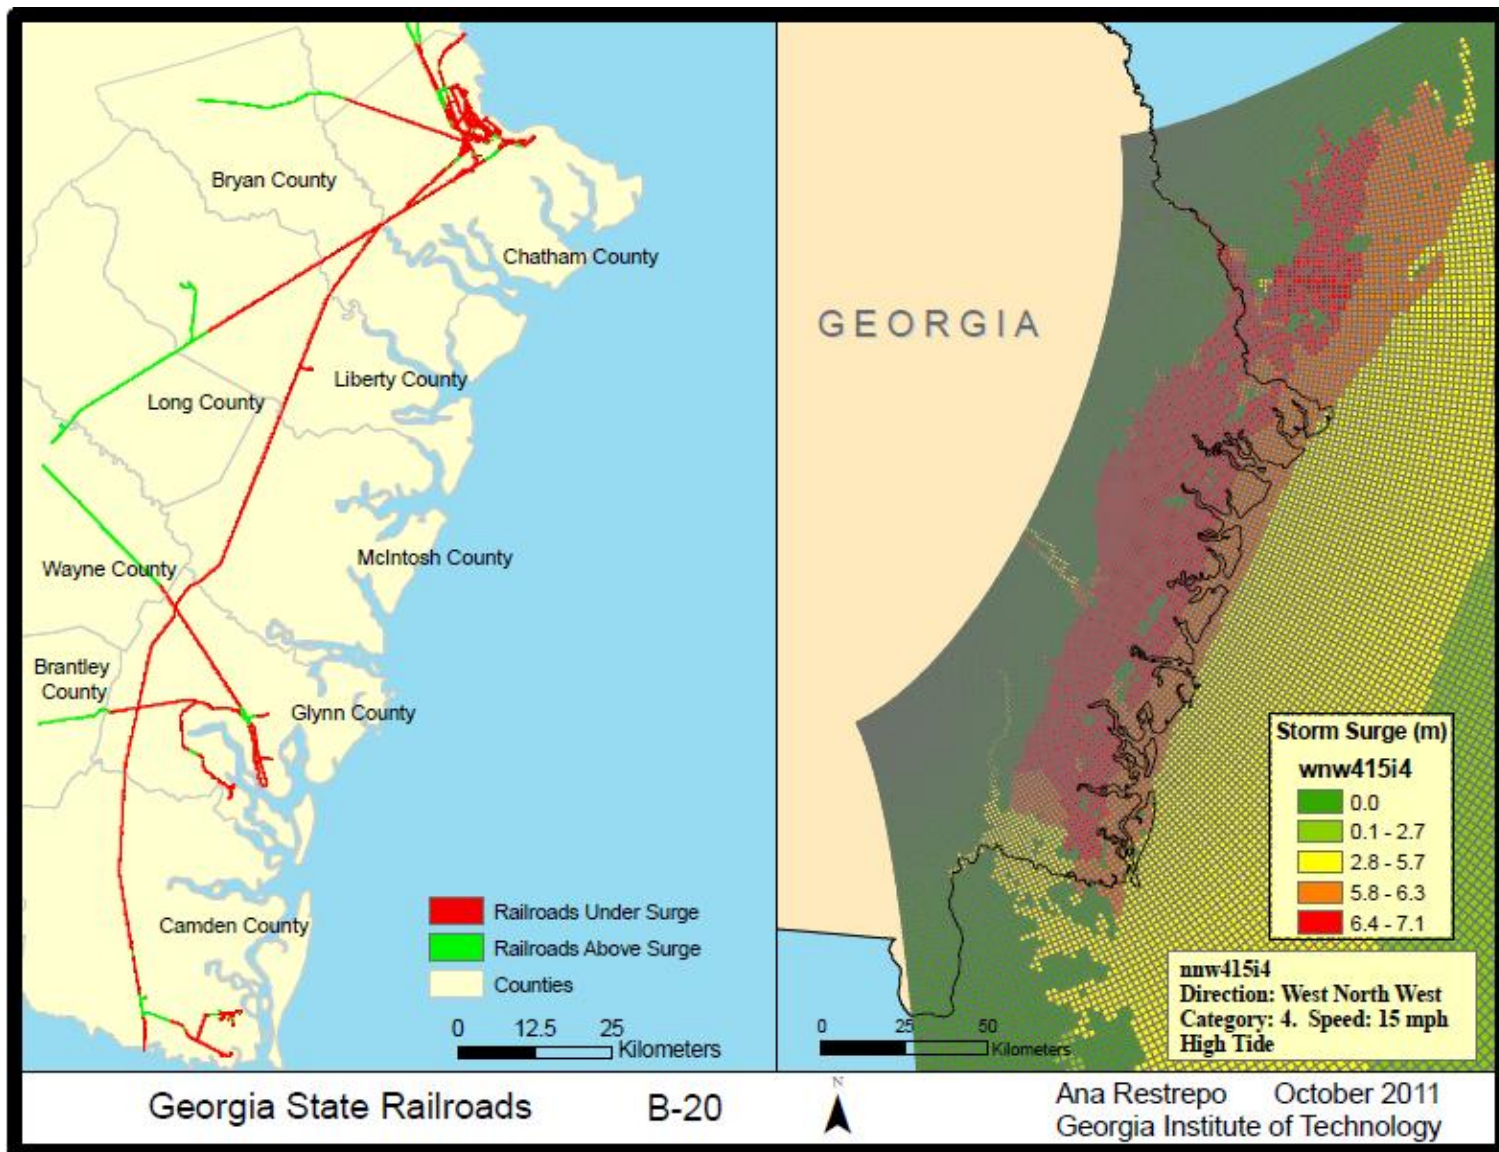 Bryan County
Chatham County
Liberty County
Long County
McIntosh County
Wayne County
Brantley
County
Glynn County
Camden County
Railroads Under Surge
Railroads Above Surge
Counties
0 12.5 25
Kilometers
GEORGIA
Storm Surge (m)
wnw415i4
0.0
0.1 - 2.7
2.8 - 5.7
5.8 - 6.3
6.4 - 7.1
nnw415i4
Direction: West North West
Category: 4. Speed: 15 mph
High Tide
0 25 50
Kilometers
Georgia State Railroads
B-20
N
Ana Restrepo October 2011
Georgia Institute of Technology